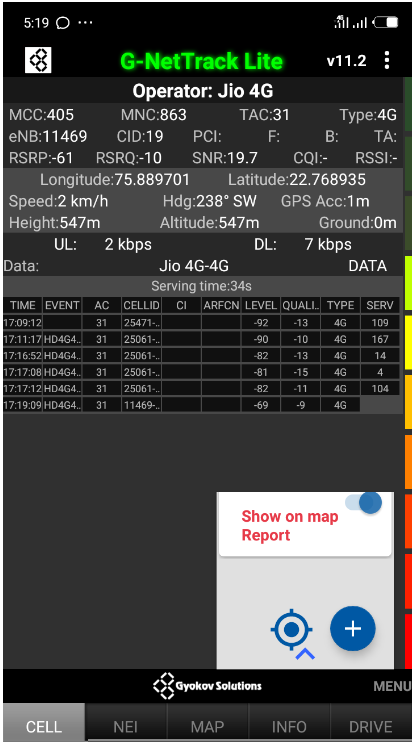 5:19
G-NetTrack Lite v11.2
Operator: Jio 4G
MCC:405 MNC:863 TAC:31 Type:4G
eNB:11469 CID:19 PCI: F: B: TA:
RSRP:-61 RSRQ:-10 SNR:19.7 CQI:- RSSI:-
Longitude:75.889701 Latitude:22.768935
Speed:2 km/h Hdg:238° SW GPS Acc:1m
Height:547m Altitude:547m Ground:0m
UL: 2 kbps DL: 7 kbps
Data: Jio 4G-4G DATA
Serving time:34s
TIME EVENT AC CELLID CI ARFCN LEVEL QUALI.. TYPE SERV
17:09:12 31 25471-.. -92 -13 4G 109
17:11:17 HD4G4.. 31 25061-.. -90 -10 4G 167
17:16:52 HD4G4.. 31 25061-.. -82 -13 4G 14
17:17:08 HD4G4.. 31 25061-.. -81 -15 4G 4
17:17:12 HD4G4.. 31 25061-.. -82 -11 4G 104
17:19:09 HD4G4.. 31 11469-.. -69 -9 4G
Show on map
Report
Gyokov Solutions
MENU
CELL NEI MAP INFO DRIVE